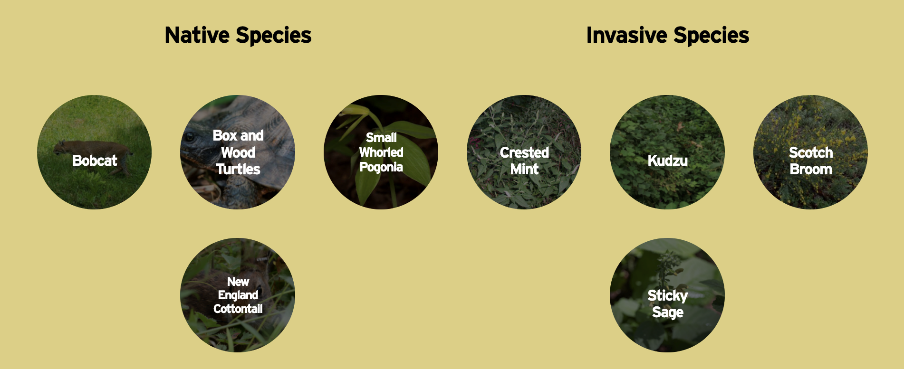 Native Species
Invasive Species
Bobcat
Box and
Wood
Turtles
Small
Whorled
Pogonia
Crested
Mint
Kudzu
Scotch
Broom
New
England
Cottontail
Sticky
Sage